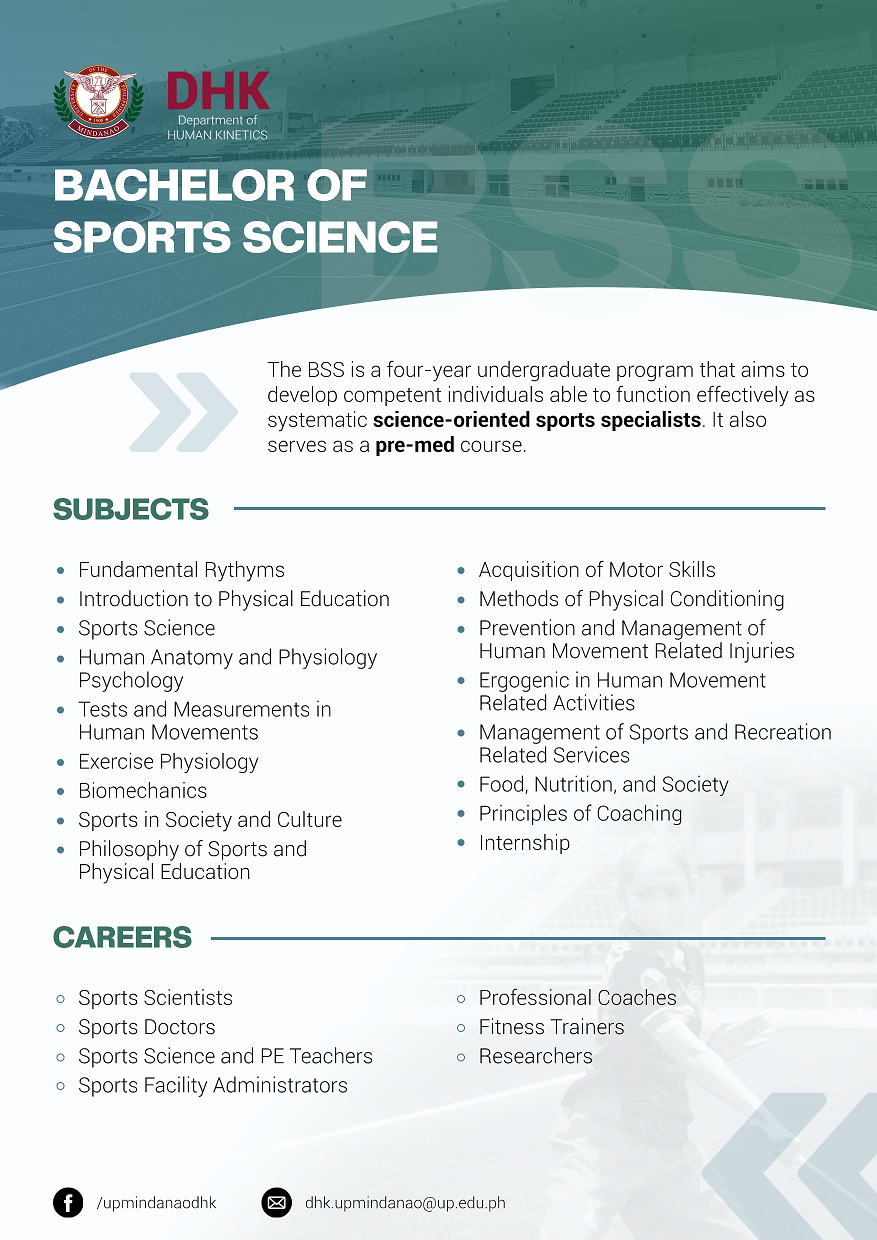 OF THE
UNIVERSITY
PHILIPPINES
1908
MINDANAO
DHK
Department of
HUMAN KINETICS
BSS
BACHELOR OF
SPORTS SCIENCE
The BSS is a four-year undergraduate program that aims to
develop competent individuals able to function effectively as
systematic science-oriented sports specialists. It also
serves as a pre-med course.
SUBJECTS
• Fundamental Rythyms
• Introduction to Physical Education
• Sports Science
• Human Anatomy and Physiology
Psychology
• Tests and Measurements in
Human Movements
• Exercise Physiology
• Biomechanics
• Sports in Society and Culture
• Philosophy of Sports and
Physical Education
• Acquisition of Motor Skills
• Methods of Physical Conditioning
• Prevention and Management of
Human Movement Related Injuries
• Ergogenic in Human Movement
Related Activities
• Management of Sports and Recreation
Related Services
• Food, Nutrition, and Society
• Principles of Coaching
• Internship
CAREERS
○ Sports Scientists
○ Sports Doctors
○ Sports Science and PE Teachers
○ Sports Facility Administrators
○ Professional Coaches
○ Fitness Trainers
○ Researchers
/upmindanaodhk
dhk.upmindanao@up.edu.ph